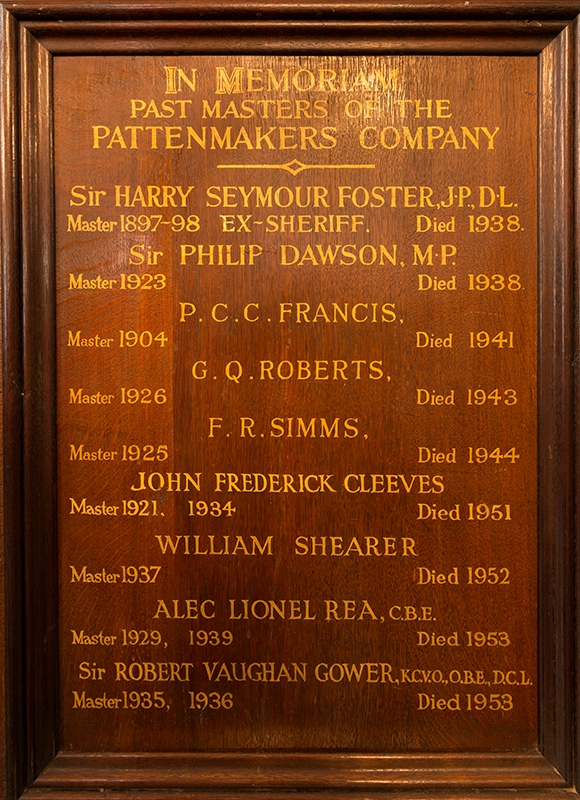 IN MEMORIAM
PAST MASTERS OF THE
PATTENMAKERS COMPANY
Sir HARRY SEYMOUR FOSTER, J.P., D.L.
Master 1897-98 EX-SHERIFF. Died 1938.
Sir PHILIP DAWSON, M.P.
Master 1923 Died 1938.
P. C. C. FRANCIS,
Master 1904 Died 1941
G. Q. ROBERTS,
Master 1926 Died 1943
F. R. SIMMS,
Master 1925 Died 1944
JOHN FREDERICK CLEEVES
Master 1921, 1934 Died 1951
WILLIAM SHEARER
Master 1937 Died 1952
ALEC LIONEL REA, C.B.E.
Master 1929, 1939 Died 1953
Sir ROBERT VAUGHAN GOWER, K.C.V.O., O.B.E., D.C.L.
Master 1935, 1936 Died 1953